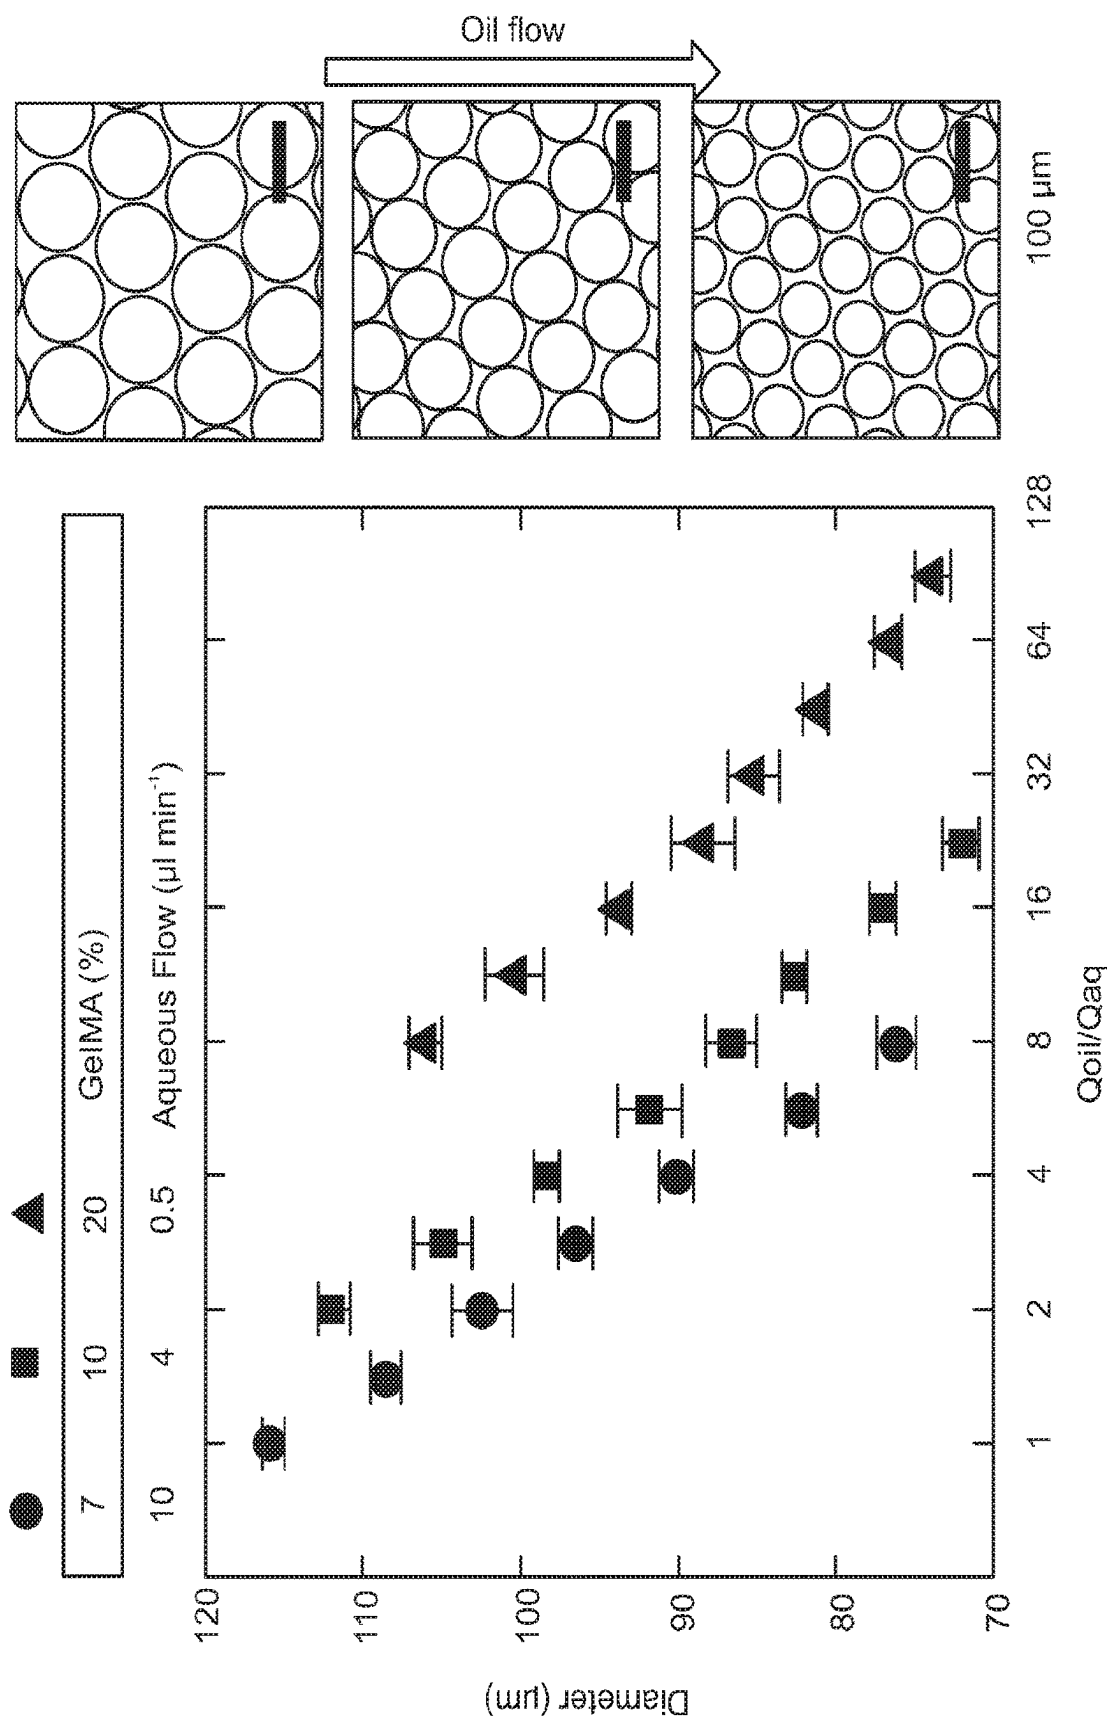 7 10 20 GelMA (%)
10 4 0.5 Aqueous Flow (µl min⁻¹)
Diameter (µm)
120
110
100
90
80
70
1 2 4 8 16 32 64 128
Qoil/Qaq
Oil flow
100 µm